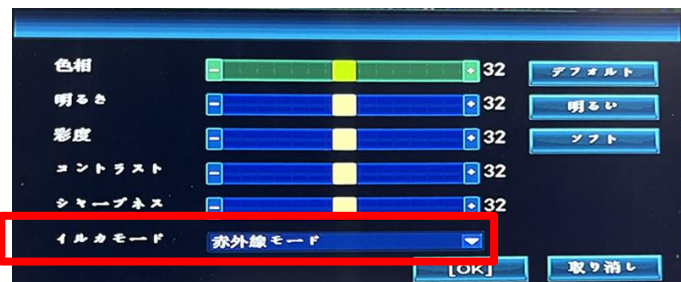 色相 32 デフォルト
明るさ 32 明るい
彩度 32 ソフト
コントラスト 32
シャープネス 32
イルカモード 赤外線モード
[OK] 取り消し